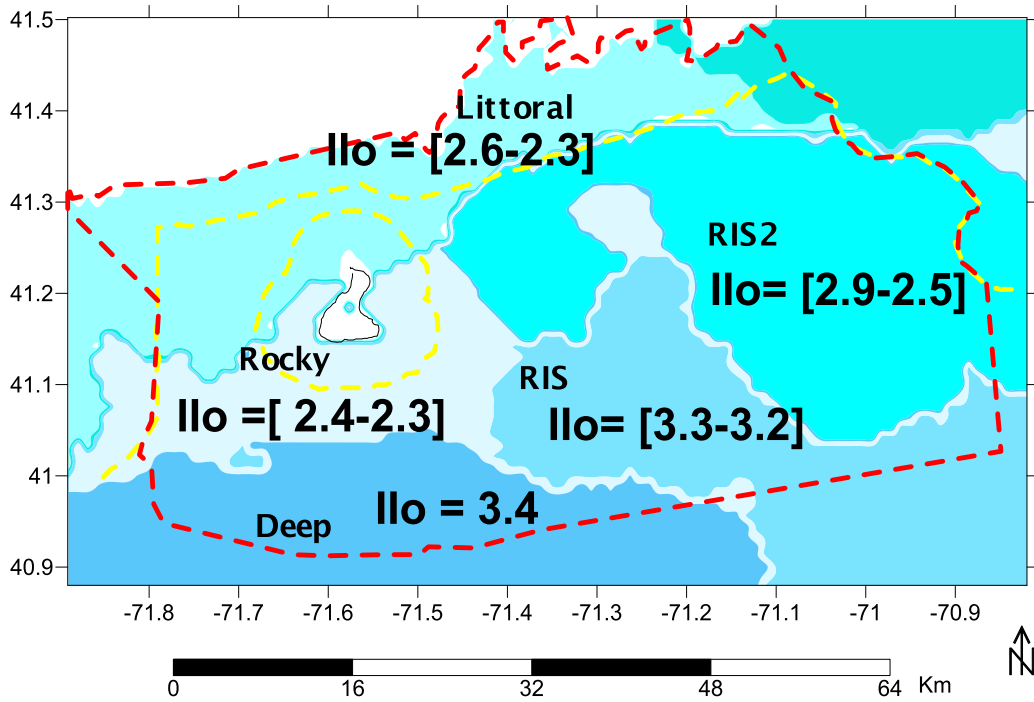 41.5
41.4
41.3
41.2
41.1
41
40.9
Littoral
IIo = [2.6-2.3]
RIS2
IIo= [2.9-2.5]
Rocky
IIo =[ 2.4-2.3]
RIS
IIo= [3.3-3.2]
Deep
IIo = 3.4
-71.8 -71.7 -71.6 -71.5 -71.4 -71.3 -71.2 -71.1 -71 -70.9
0 16 32 48 64 Km
N